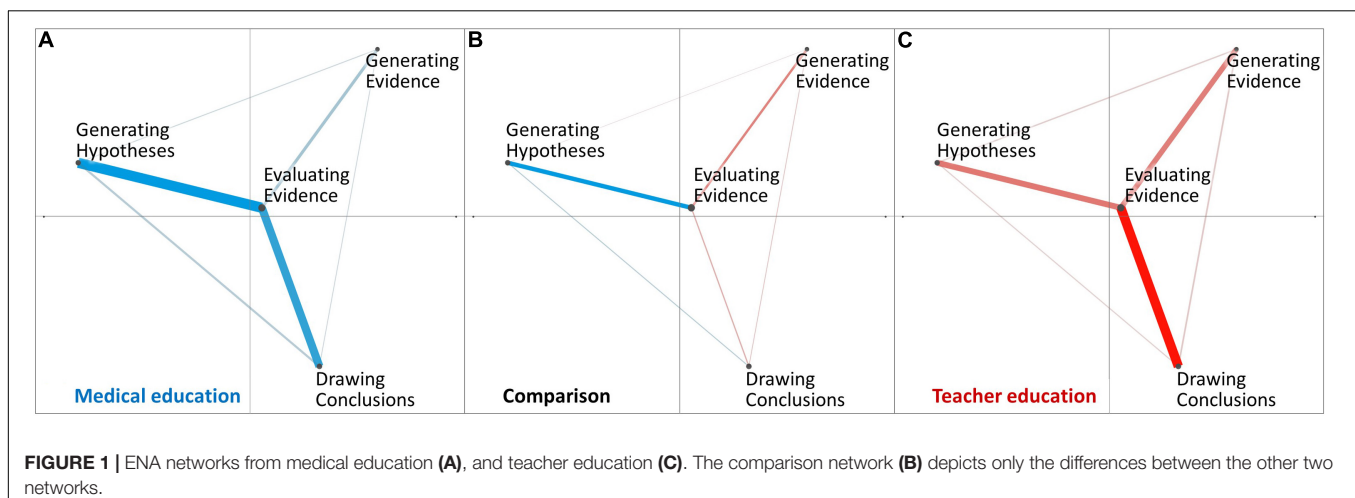 A
Generating
Evidence
Generating
Hypotheses
Evaluating
Evidence
Drawing
Conclusions
Medical education
B
Generating
Evidence
Generating
Hypotheses
Evaluating
Evidence
Drawing
Conclusions
Comparison
C
Generating
Evidence
Generating
Hypotheses
Evaluating
Evidence
Drawing
Conclusions
Teacher education
FIGURE 1 | ENA networks from medical education (A), and teacher education (C). The comparison network (B) depicts only the differences between the other two
networks.